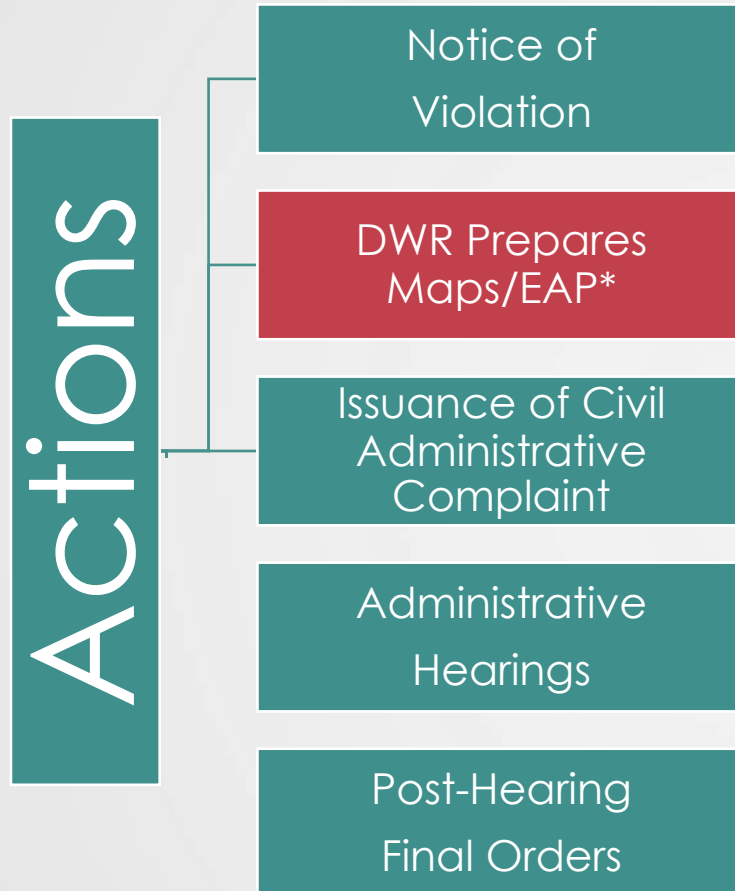 Actions
Notice of
Violation
DWR Prepares
Maps/EAP*
Issuance of Civil
Administrative
Complaint
Administrative
Hearings
Post-Hearing
Final Orders